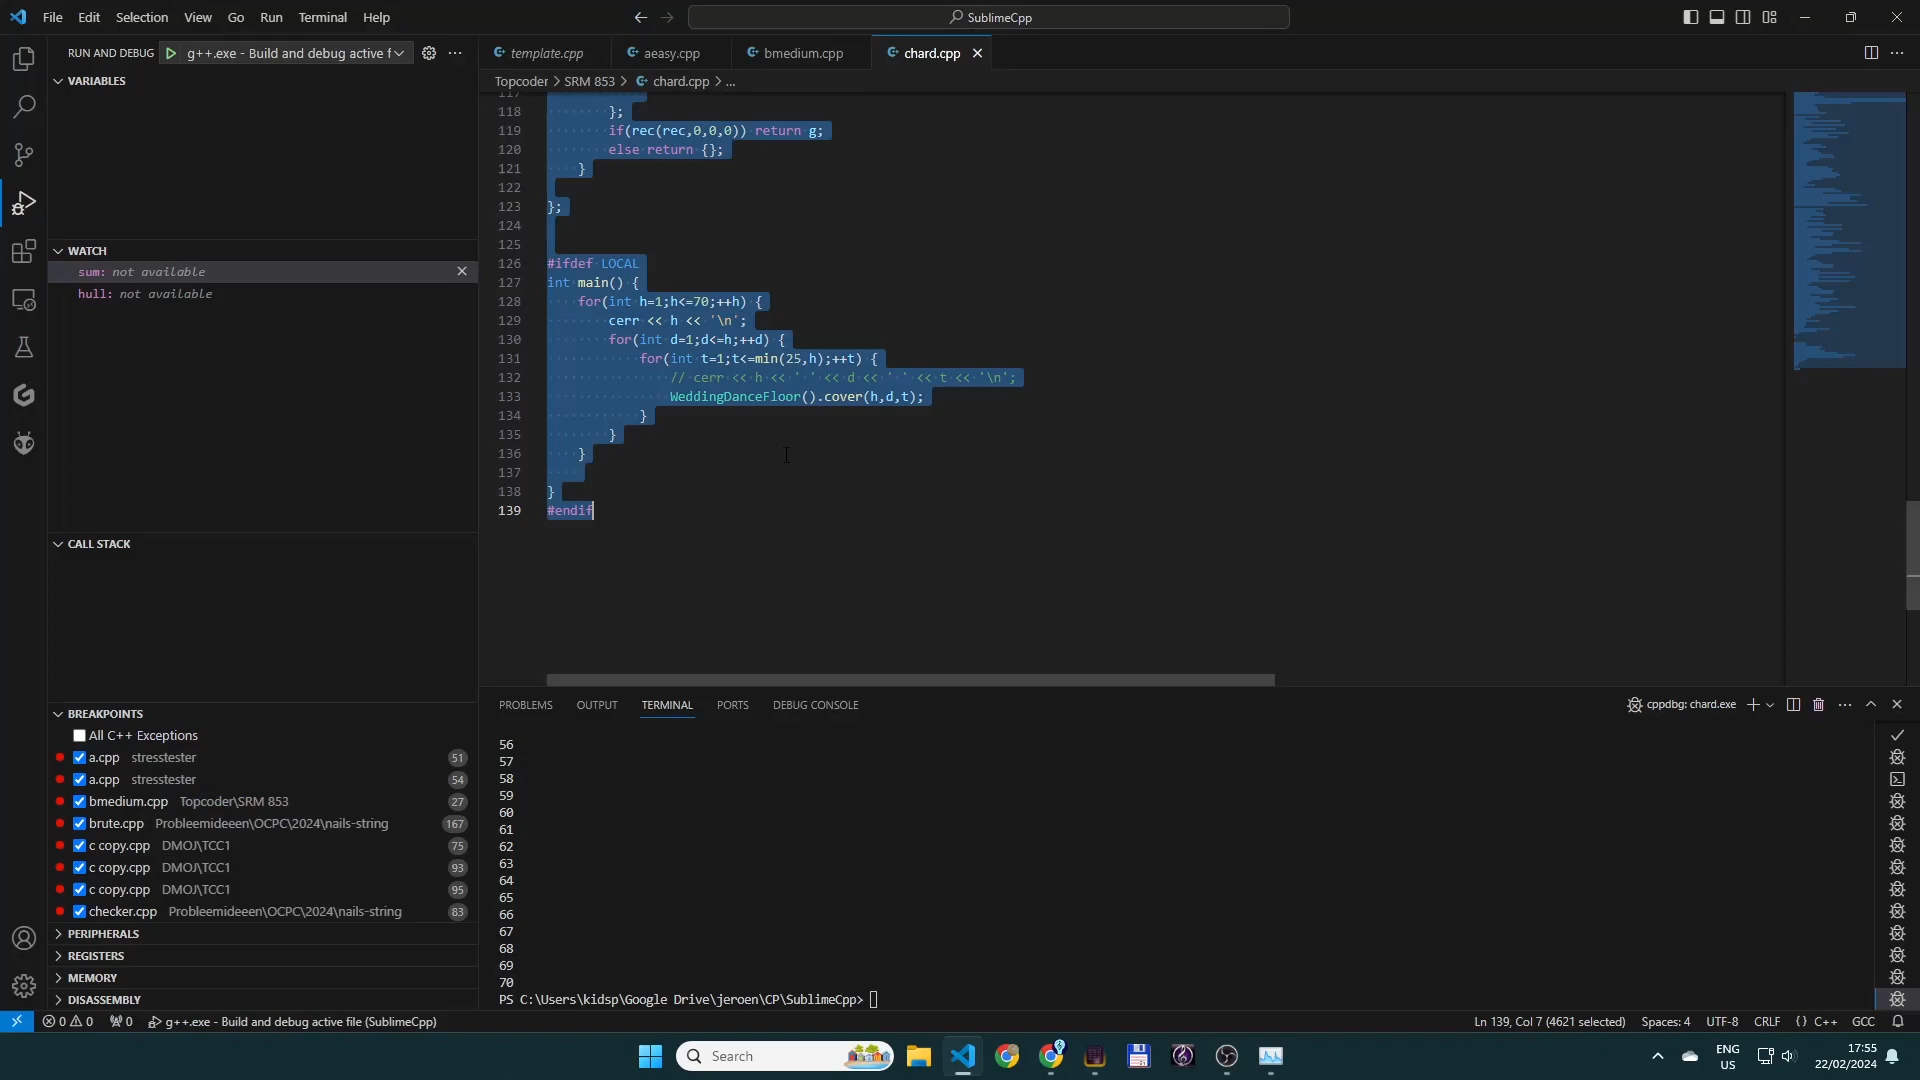 File Edit Selection View Go Run Terminal Help
SublimeCpp
RUN AND DEBUG g++.exe - Build and debug active f
template.cpp aeasy.cpp bmedium.cpp chard.cpp
Topcoder > SRM 853 > chard.cpp > ...
VARIABLES
WATCH
sum: not available
hull: not available
CALL STACK
BREAKPOINTS
All C++ Exceptions
a.cpp stresstester 51
a.cpp stresstester 54
bmedium.cpp Topcoder\SRM 853 27
brute.cpp Probleemideeen\OCPC\2024\nails-string 167
c copy.cpp DMOJ\TCC1 75
c copy.cpp DMOJ\TCC1 93
c copy.cpp DMOJ\TCC1 95
checker.cpp Probleemideeen\OCPC\2024\nails-string 83
PERIPHERALS
REGISTERS
MEMORY
DISASSEMBLY
117
118 };
119 if(rec(rec,0,0,0)) return g;
120 else return {};
121 }
122
123 };
124
125
126 #ifdef LOCAL
127 int main() {
128 for(int h=1;h<=70;++h) {
129 cerr << h << '\n';
130 for(int d=1;d<=h;++d) {
131 for(int t=1;t<=min(25,h);++t) {
132 // cerr << h << ' ' << d << ' ' << t << '\n';
133 WeddingDanceFloor().cover(h,d,t);
134 }
135 }
136 }
137
138 }
139 #endif
PROBLEMS OUTPUT TERMINAL PORTS DEBUG CONSOLE
cppdbg: chard.exe
56
57
58
59
60
61
62
63
64
65
66
67
68
69
70
PS C:\Users\kidsp\Google Drive\jeroen\CP\SublimeCpp>
0 0 0 g++.exe - Build and debug active file (SublimeCpp)
Ln 139, Col 7 (4621 selected) Spaces: 4 UTF-8 CRLF {} C++ GCC
Search
ENG
US
17:55
22/02/2024